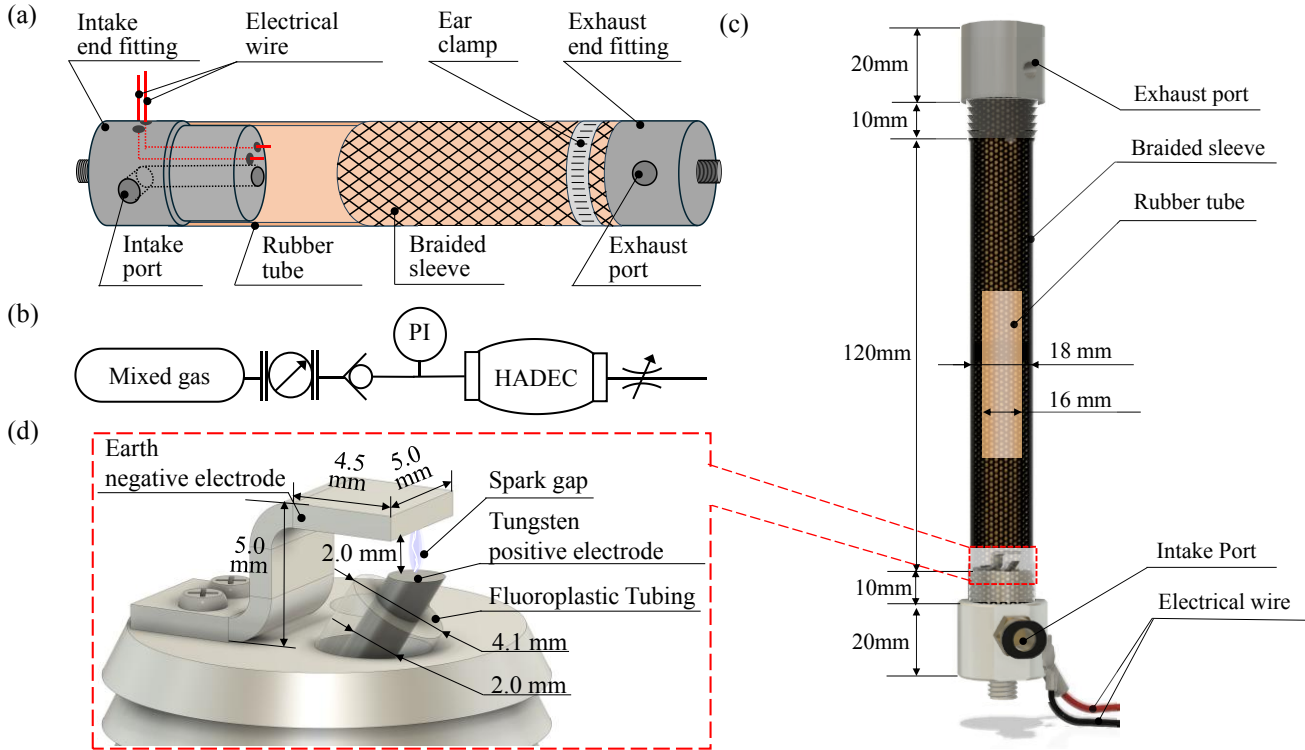 (a)
Intake
end fitting
Electrical
wire
Ear
clamp
Exhaust
end fitting
Intake
port
Rubber
tube
Braided
sleeve
Exhaust
port
(b)
Mixed gas
PI
HADEC
(c)
20mm
10mm
120mm
10mm
20mm
Exhaust port
Braided sleeve
Rubber tube
18 mm
16 mm
Intake Port
Electrical wire
(d)
Earth
negative electrode
4.5
mm
5.0
mm
Spark gap
Tungsten
positive electrode
5.0
mm
2.0 mm
Fluoroplastic Tubing
4.1 mm
2.0 mm